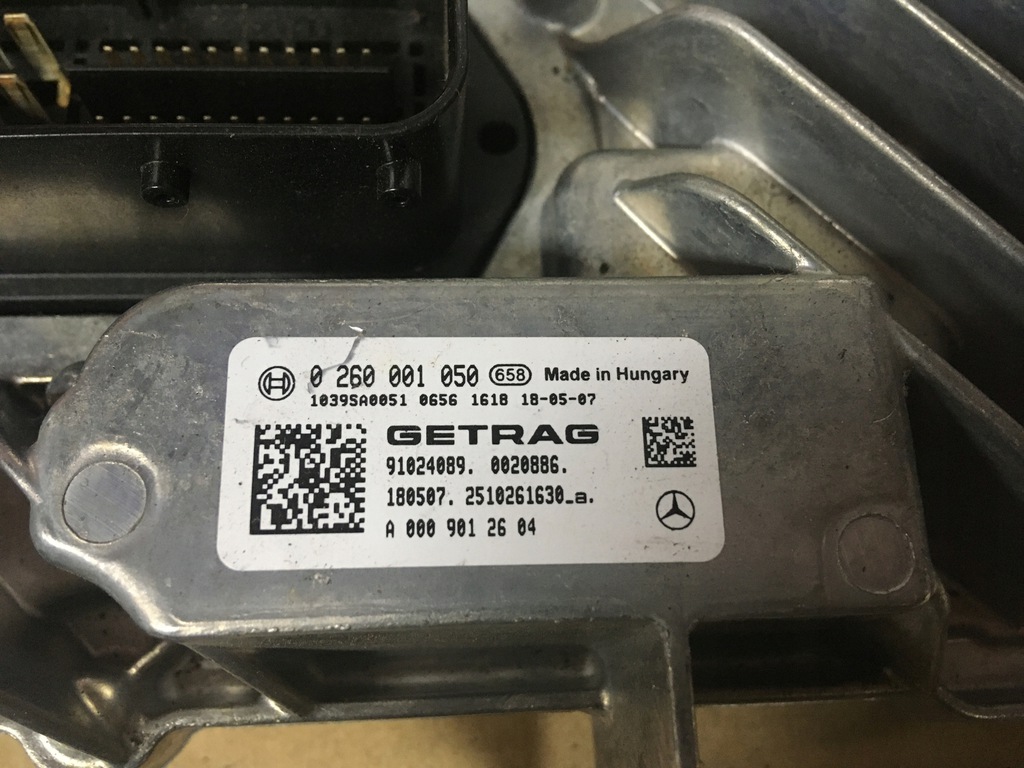 0 260 001 050 658 Made in Hungary
1039SA0051 0656 1618 18-05-07
GETRAG
91024089. 0020886.
180507. 2510261630_a.
A 000 901 26 04